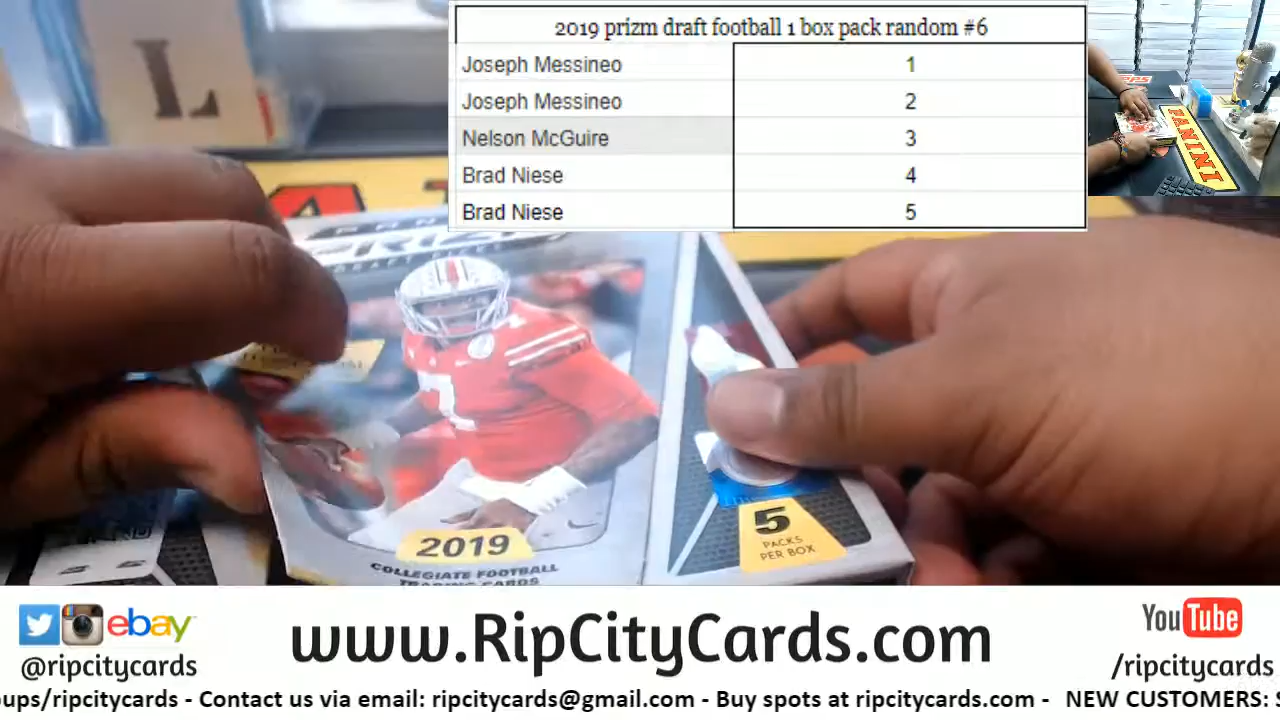 2019 prizm draft football 1 box pack random #6
Joseph Messineo 1
Joseph Messineo 2
Nelson McGuire 3
Brad Niese 4
Brad Niese 5
L
PANINI
2019
COLLEGIATE FOOTBALL
TRADING CARDS
5
PACKS
PER BOX
ebay
@ripcitycards
www.RipCityCards.com
YouTube
/ripcitycards
oups/ripcitycards - Contact us via email: ripcitycards@gmail.com - Buy spots at ripcitycards.com - NEW CUSTOMERS: S